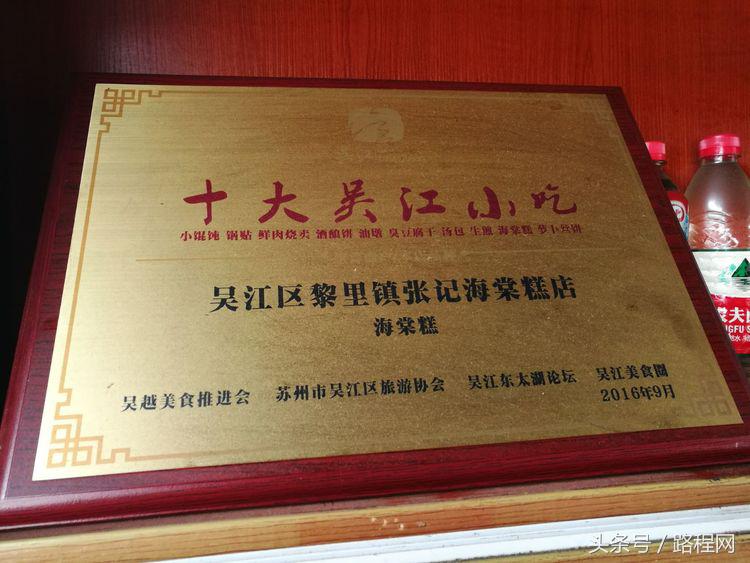 十大吴江小吃
小馄饨 锅贴 鲜肉烧卖 酒酿饼 油墩 臭豆腐干 汤包 生煎 海棠糕 萝卜丝饼
吴江区黎里镇张记海棠糕店
海棠糕
吴越美食推进会 苏州市吴江区旅游协会 吴江东太湖论坛 吴江美食圈
2016年9月
夫
头条号 / 路程网